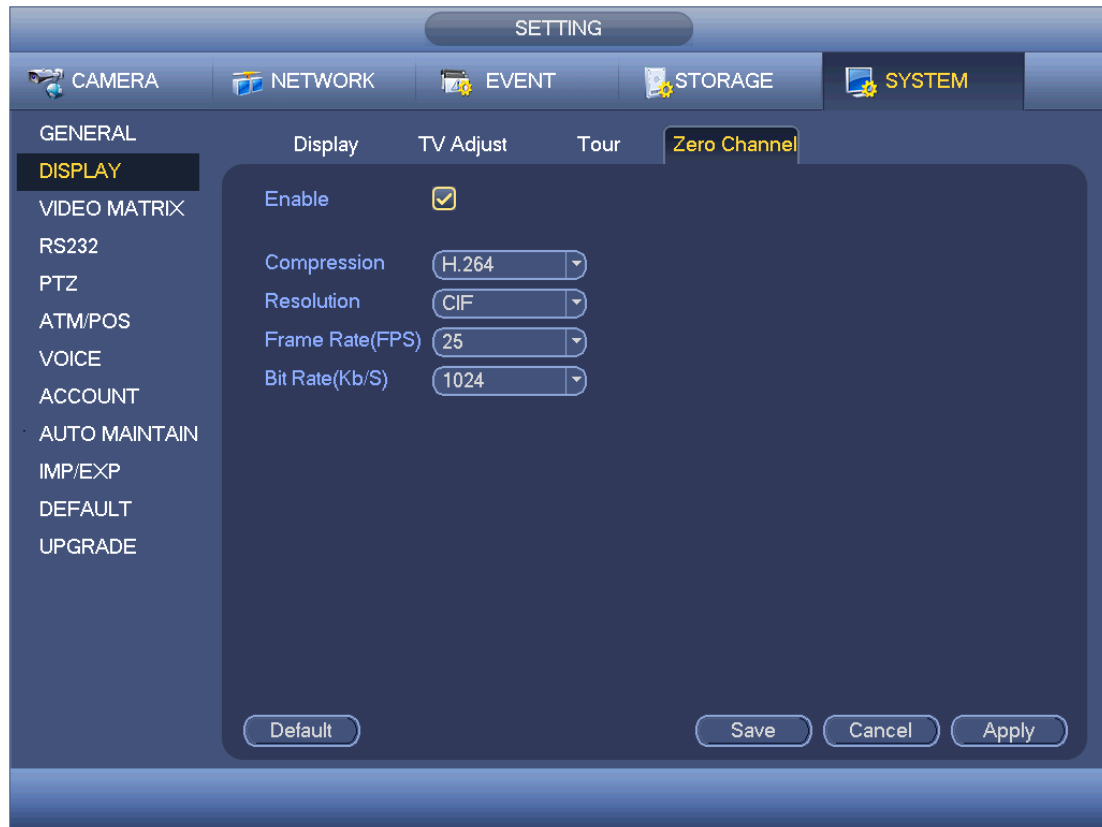 SETTING
CAMERA NETWORK EVENT STORAGE SYSTEM
GENERAL
DISPLAY
VIDEO MATRIX
RS232
PTZ
ATM/POS
VOICE
ACCOUNT
AUTO MAINTAIN
IMP/EXP
DEFAULT
UPGRADE
Display TV Adjust Tour Zero Channel
Enable
Compression H.264
Resolution CIF
Frame Rate(FPS) 25
Bit Rate(Kb/S) 1024
Default Save Cancel Apply